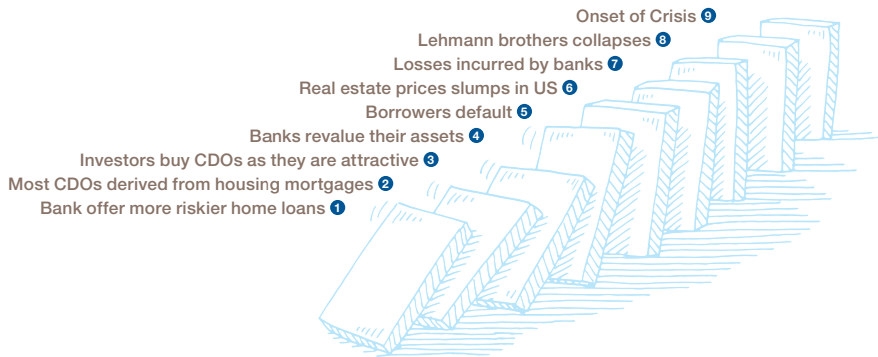 Onset of Crisis 9
Lehmann brothers collapses 8
Losses incurred by banks 7
Real estate prices slumps in US 6
Borrowers default 5
Banks revalue their assets 4
Investors buy CDOs as they are attractive 3
Most CDOs derived from housing mortgages 2
Bank offer more riskier home loans 1